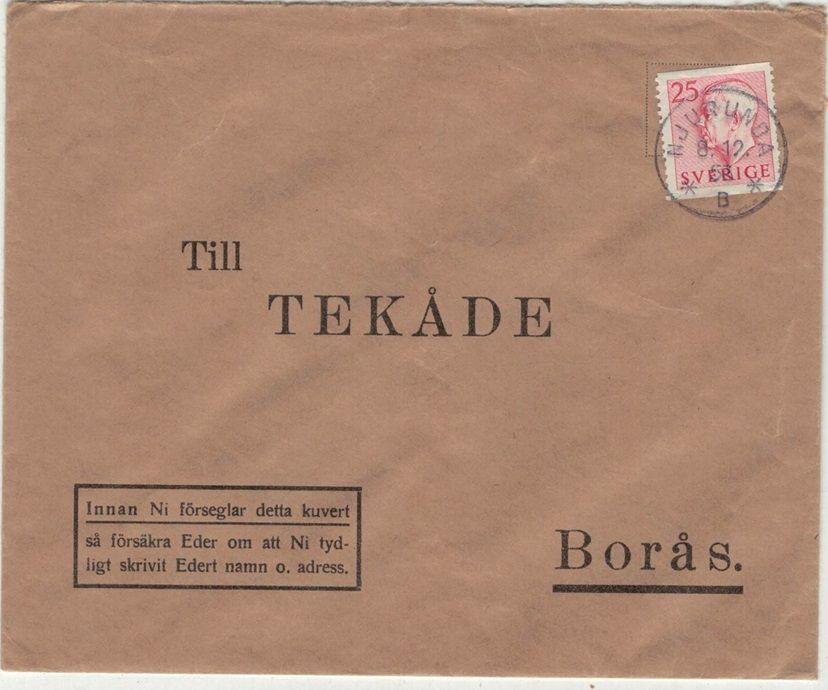 25
SVERIGE
NJURUNDA
8. 12.
53
B
Till
TEKÅDE
Innan Ni förseglar detta kuvert
så försäkra Eder om att Ni tyd-
ligt skrivit Edert namn o. adress.
Borås.